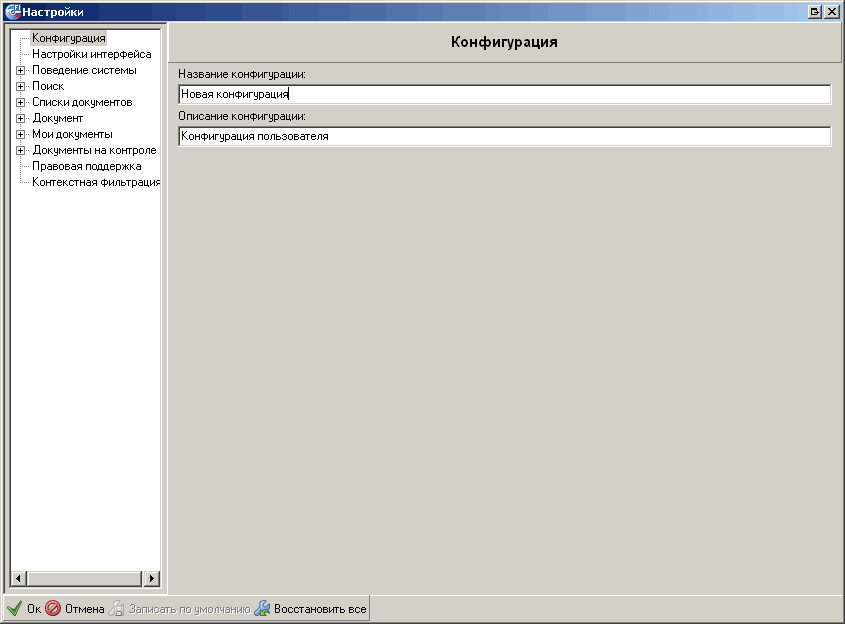 Настройки
Конфигурация
Настройки интерфейса
Поведение системы
Поиск
Списки документов
Документ
Мои документы
Документы на контроле
Правовая поддержка
Контекстная фильтрация
Конфигурация
Название конфигурации:
Новая конфигурация
Описание конфигурации:
Конфигурация пользователя
Ок Отмена Записать по умолчанию Восстановить все